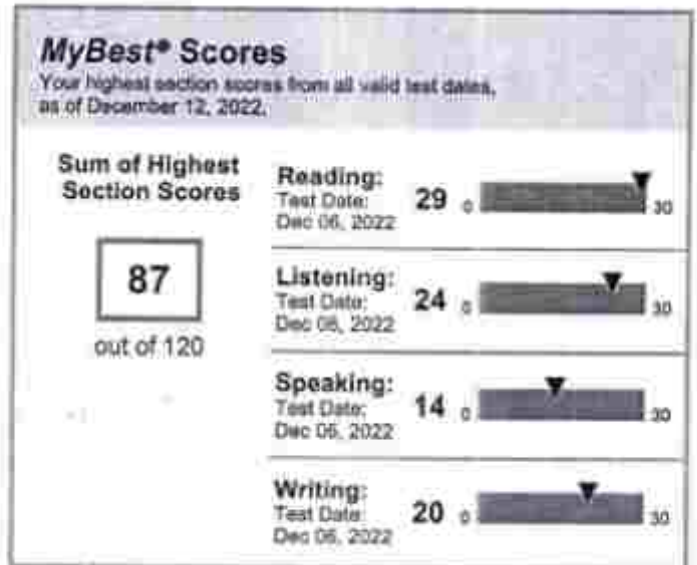 MyBest® Scores
Your highest section scores from all valid test dates,
as of December 12, 2022.
Sum of Highest
Section Scores
87
out of 120
Reading:
Test Date:
Dec 06, 2022
29
0
30
Listening:
Test Date:
Dec 06, 2022
24
0
30
Speaking:
Test Date:
Dec 06, 2022
14
0
30
Writing:
Test Date:
Dec 06, 2022
20
0
30